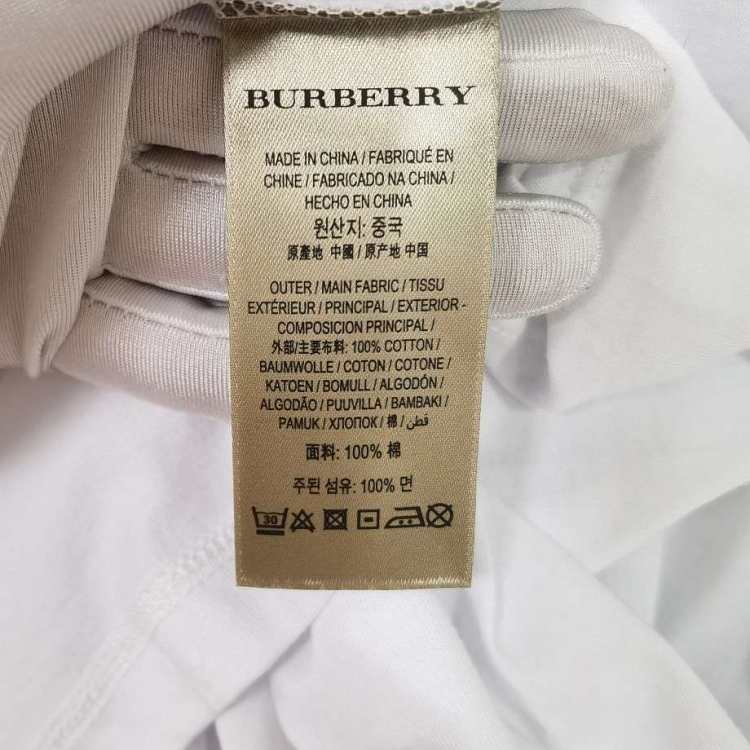 BURBERRY
MADE IN CHINA / FABRIQUÉ EN
CHINE / FABRICADO NA CHINA /
HECHO EN CHINA
원산지: 중국
原產地 中國 / 原产地 中国
OUTER / MAIN FABRIC / TISSU
EXTÉRIEUR / PRINCIPAL / EXTERIOR -
COMPOSICION PRINCIPAL /
外部/主要布料: 100% COTTON /
BAUMWOLLE / COTON / COTONE /
KATOEN / BOMULL / ALGODÓN /
ALGODÃO / PUUVILLA / BAMBAKI /
PAMUK / ХЛОПОК / 棉 / قطن
面料: 100% 棉
주된 섬유: 100% 면
30